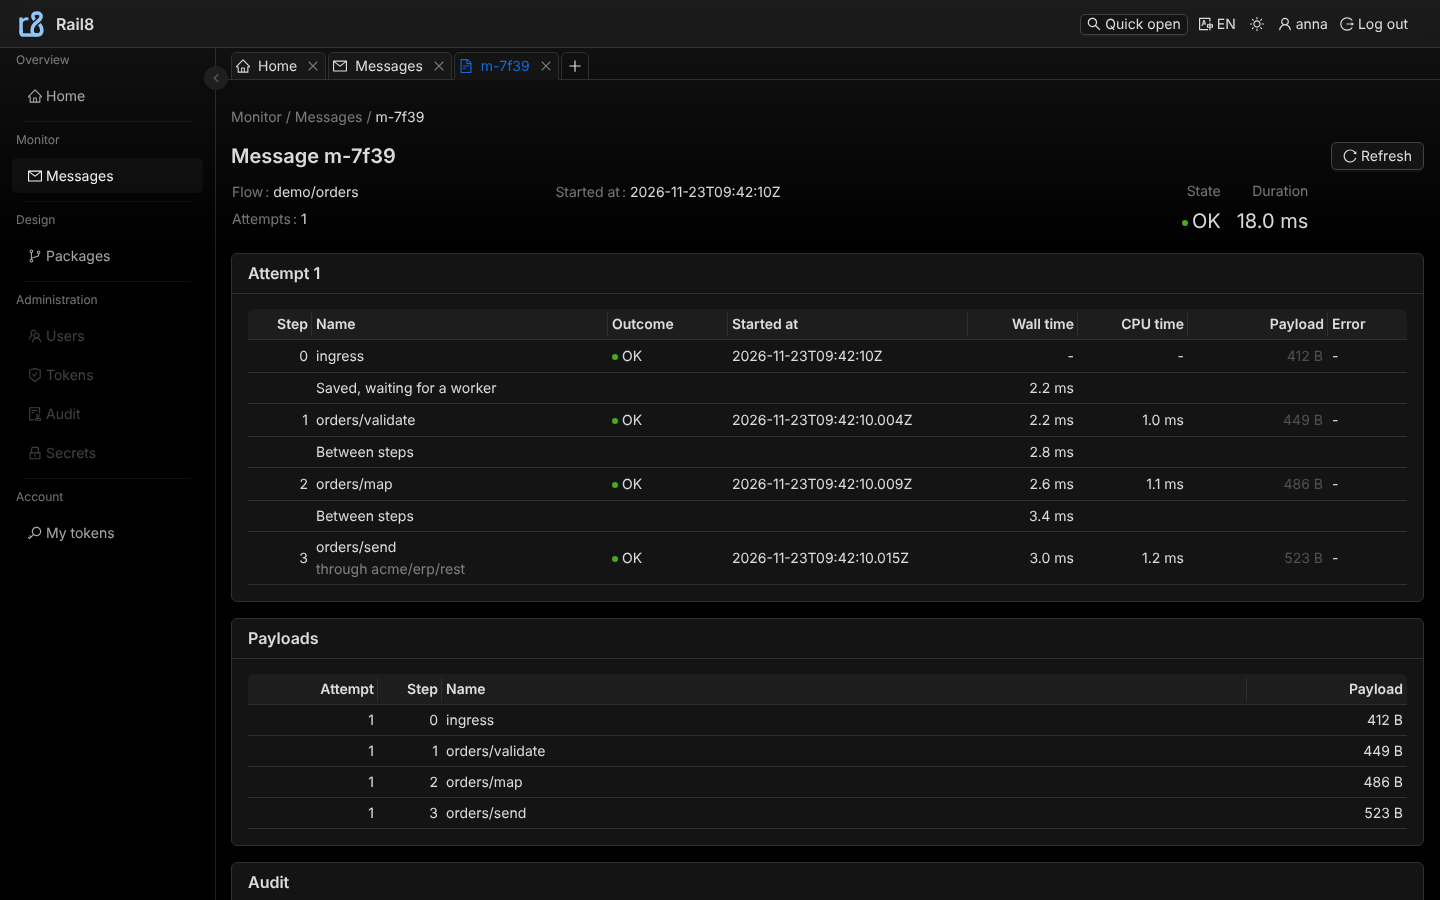 Rail8
Quick open
EN
anna
Log out
Overview
Home
Monitor
Messages
Design
Packages
Administration
Users
Tokens
Audit
Secrets
Account
My tokens
Home
Messages
m-7f39
Monitor / Messages / m-7f39
Message m-7f39
Refresh
Flow: demo/orders
Started at: 2026-11-23T09:42:10Z
State Duration
Attempts: 1
OK 18.0 ms
Attempt 1
Step Name Outcome Started at Wall time CPU time Payload Error
0 ingress OK 2026-11-23T09:42:10Z - - 412 B -
Saved, waiting for a worker 2.2 ms
1 orders/validate OK 2026-11-23T09:42:10.004Z 2.2 ms 1.0 ms 449 B -
Between steps 2.8 ms
2 orders/map OK 2026-11-23T09:42:10.009Z 2.6 ms 1.1 ms 486 B -
Between steps 3.4 ms
3 orders/send OK 2026-11-23T09:42:10.015Z 3.0 ms 1.2 ms 523 B -
through acme/erp/rest
Payloads
Attempt Step Name Payload
1 0 ingress 412 B
1 1 orders/validate 449 B
1 2 orders/map 486 B
1 3 orders/send 523 B
Audit